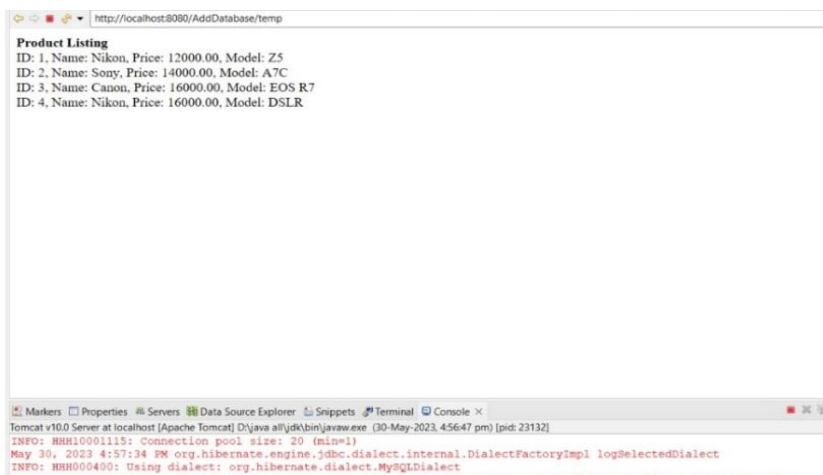 http://localhost:8080/AddDatabase/temp
Product Listing
ID: 1, Name: Nikon, Price: 12000.00, Model: Z5
ID: 2, Name: Sony, Price: 14000.00, Model: A7C
ID: 3, Name: Canon, Price: 16000.00, Model: EOS R7
ID: 4, Name: Nikon, Price: 16000.00, Model: DSLR
Markers Properties Servers Data Source Explorer Snippets Terminal Console
Tomcat v10.0 Server at localhost [Apache Tomcat] D:\java all\jdk\bin\javaw.exe (30-May-2023, 4:56:47 pm) [pid: 23132]
INFO: HHH10001115: Connection pool size: 20 (min=1)
May 30, 2023 4:57:34 PM org.hibernate.engine.jdbc.dialect.internal.DialectFactoryImpl logSelectedDialect
INFO: HHH000400: Using dialect: org.hibernate.dialect.MySQLDialect